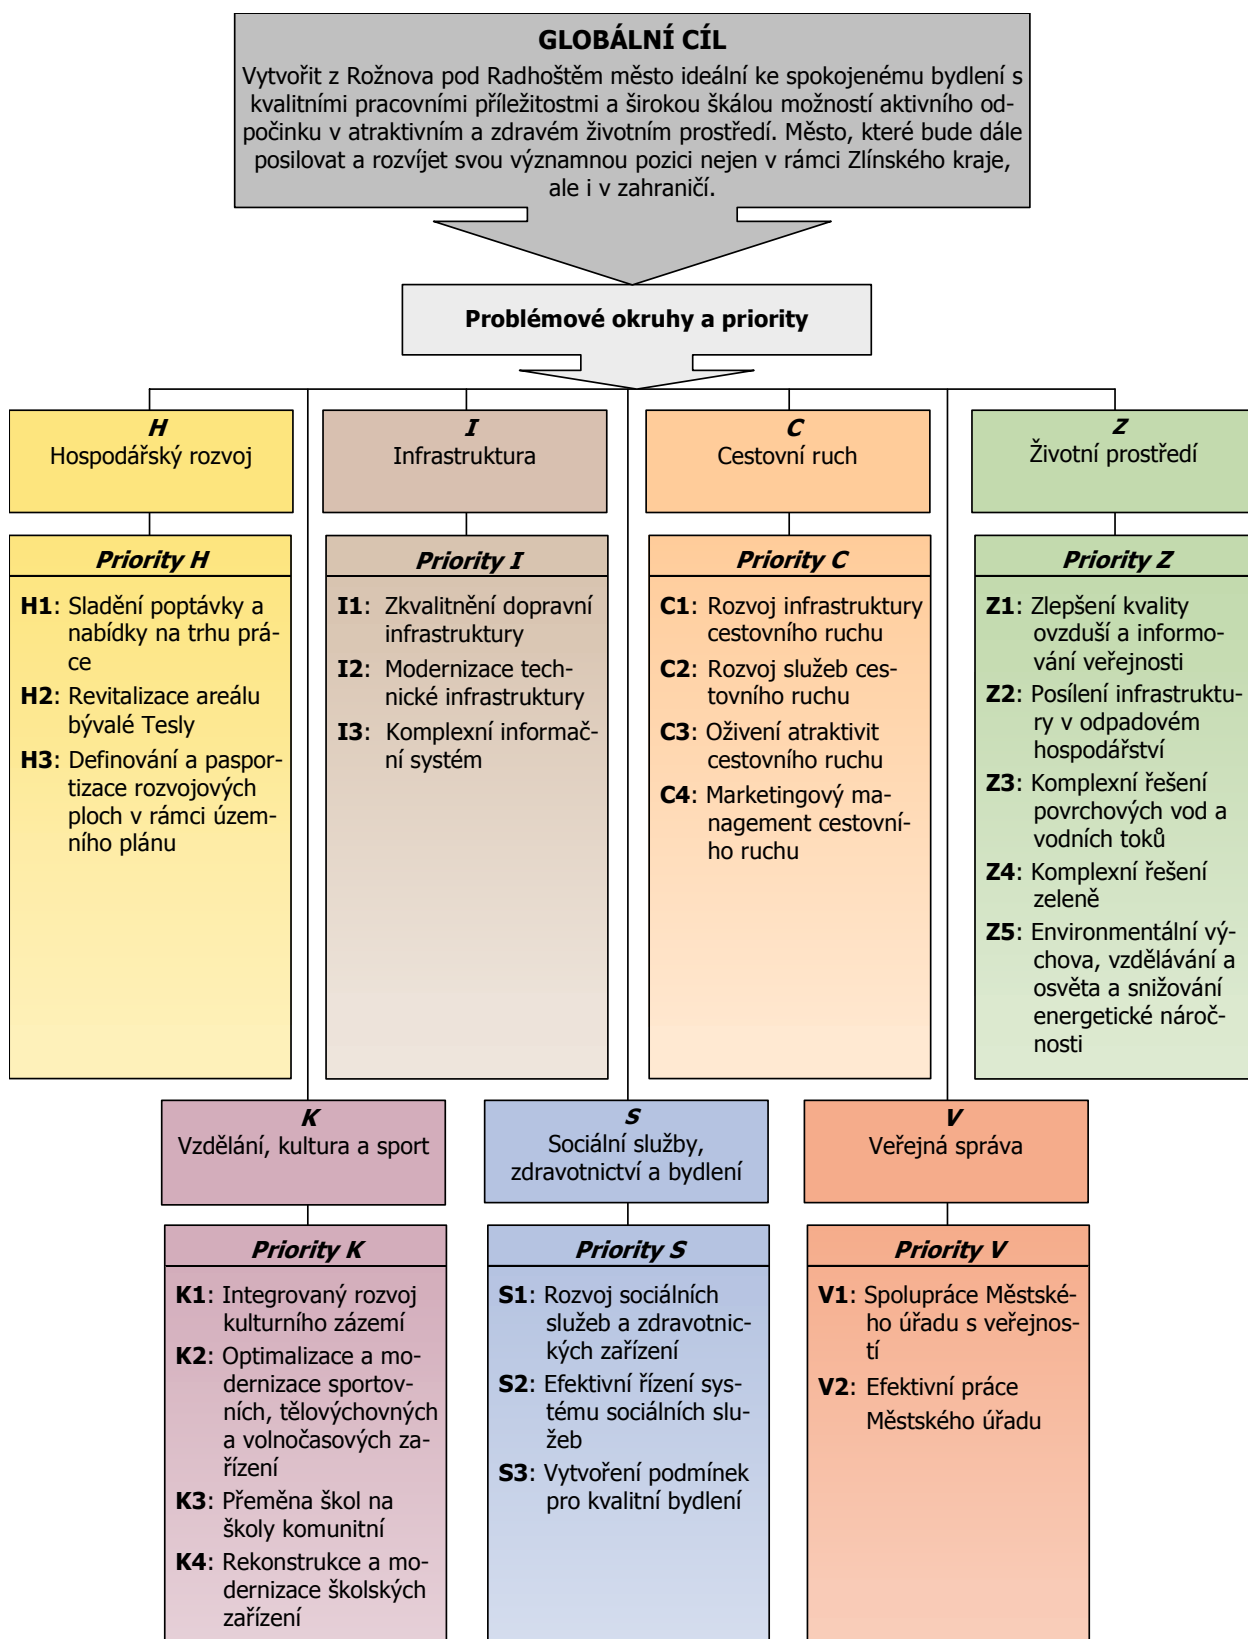 GLOBÁLNÍ CÍL
Vytvořit z Rožnova pod Radhoštěm město ideální ke spokojenému bydlení s
kvalitními pracovními příležitostmi a širokou škálou možností aktivního od-
počinku v atraktivním a zdravém životním prostředí. Město, které bude dále
posilovat a rozvíjet svou významnou pozici nejen v rámci Zlínského kraje,
ale i v zahraničí.
Problémové okruhy a priority
H
Hospodářský rozvoj
I
Infrastruktura
C
Cestovní ruch
Z
Životní prostředí
Priority H
H1: Sladění poptávky a
nabídky na trhu prá-
ce
H2: Revitalizace areálu
bývalé Tesly
H3: Definování a paspor-
tizace rozvojových
ploch v rámci územ-
ního plánu
Priority I
I1: Zkvalitnění dopravní
infrastruktury
I2: Modernizace tech-
nické infrastruktury
I3: Komplexní informač-
ní systém
Priority C
C1: Rozvoj infrastruktury
cestovního ruchu
C2: Rozvoj služeb ces-
tovního ruchu
C3: Oživení atraktivit
cestovního ruchu
C4: Marketingový ma-
nagement cestovní-
ho ruchu
Priority Z
Z1: Zlepšení kvality
ovzduší a informo-
vání veřejnosti
Z2: Posílení infrastruktu-
ry v odpadovém
hospodářství
Z3: Komplexní řešení
povrchových vod a
vodních toků
Z4: Komplexní řešení
zeleně
Z5: Environmentální vý-
chova, vzdělávání a
osvěta a snižování
energetické nároč-
nosti
K
Vzdělání, kultura a sport
S
Sociální služby,
zdravotnictví a bydlení
V
Veřejná správa
Priority K
K1: Integrovaný rozvoj
kulturního zázemí
K2: Optimalizace a mo-
dernizace sportov-
ních, tělovýchovných
a volnočasových za-
řízení
K3: Přeměna škol na
školy komunitní
K4: Rekonstrukce a mo-
dernizace školských
zařízení
Priority S
S1: Rozvoj sociálních
služeb a zdravotnic-
kých zařízení
S2: Efektivní řízení sys-
tému sociálních slu-
žeb
S3: Vytvoření podmínek
pro kvalitní bydlení
Priority V
V1: Spolupráce Městské-
ho úřadu s veřejnos-
tí
V2: Efektivní práce
Městského úřadu